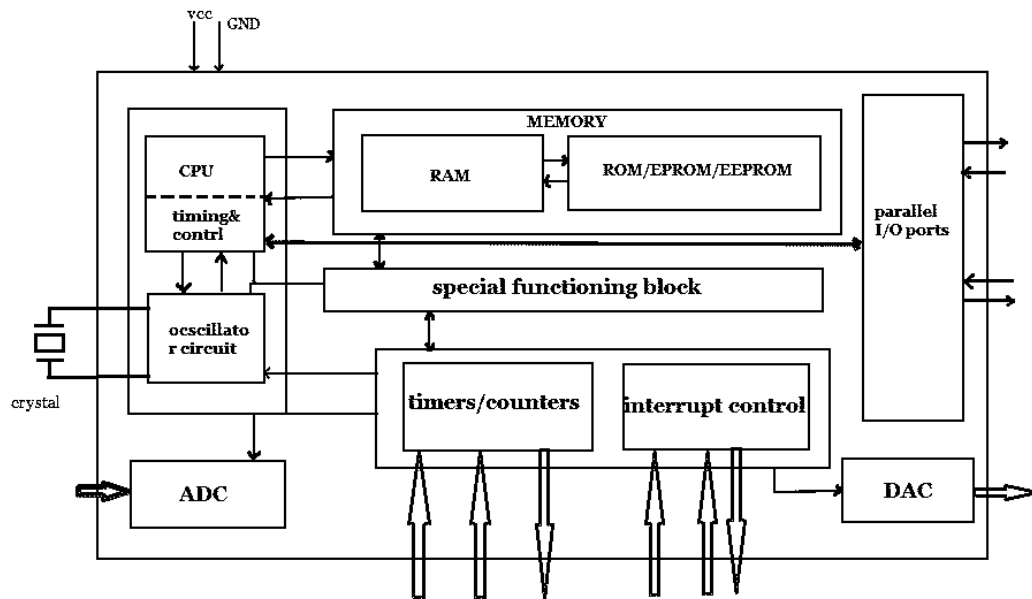 vcc
GND
MEMORY
CPU
RAM
ROM/EPROM/EEPROM
timing&
contrl
parallel
I/O ports
special functioning block
ocscillato
r circuit
crystal
timers/counters
interrupt control
ADC
DAC